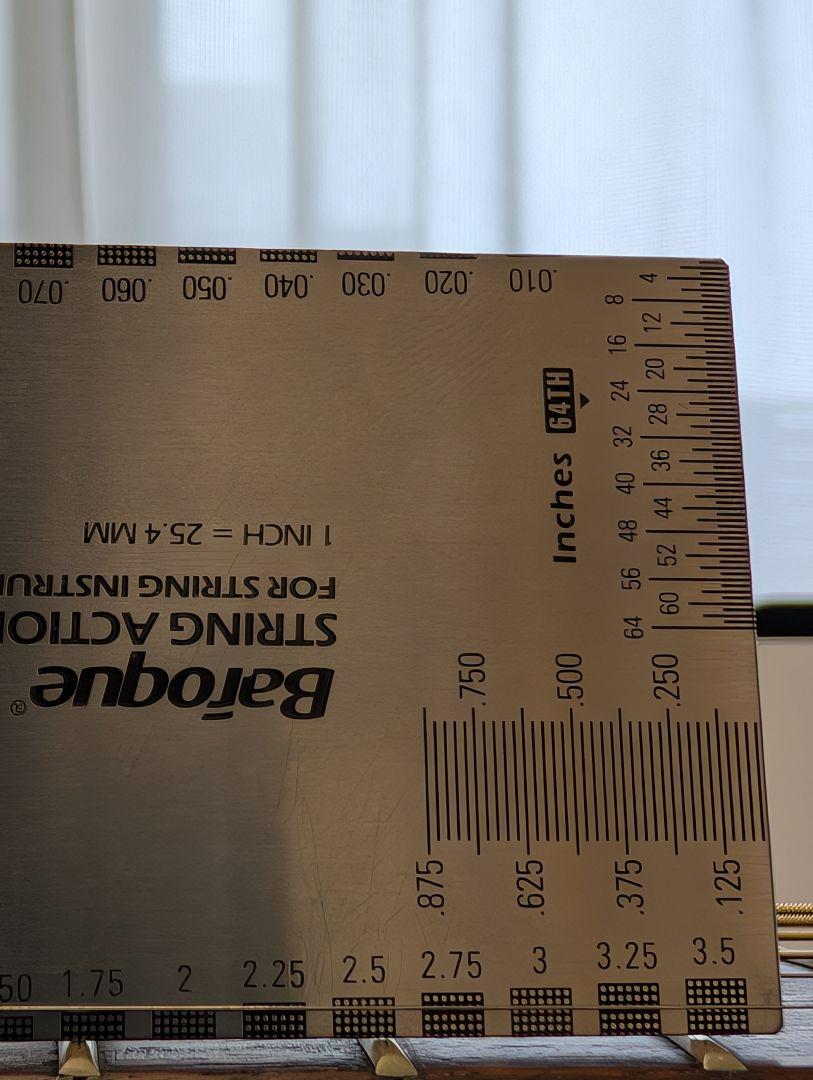 .070 .060 .050 .040 .030 .020 .010
4
8
12
16
20
24
28
32
36
40
44
48
52
56
60
64
Inches 64TH
1 INCH = 25.4 MM
FOR STRING
STRING
Baroque®
.750 .500 .250
.875 .625 .375 .125
1.75 2 2.25 2.5 2.75 3 3.25 3.5